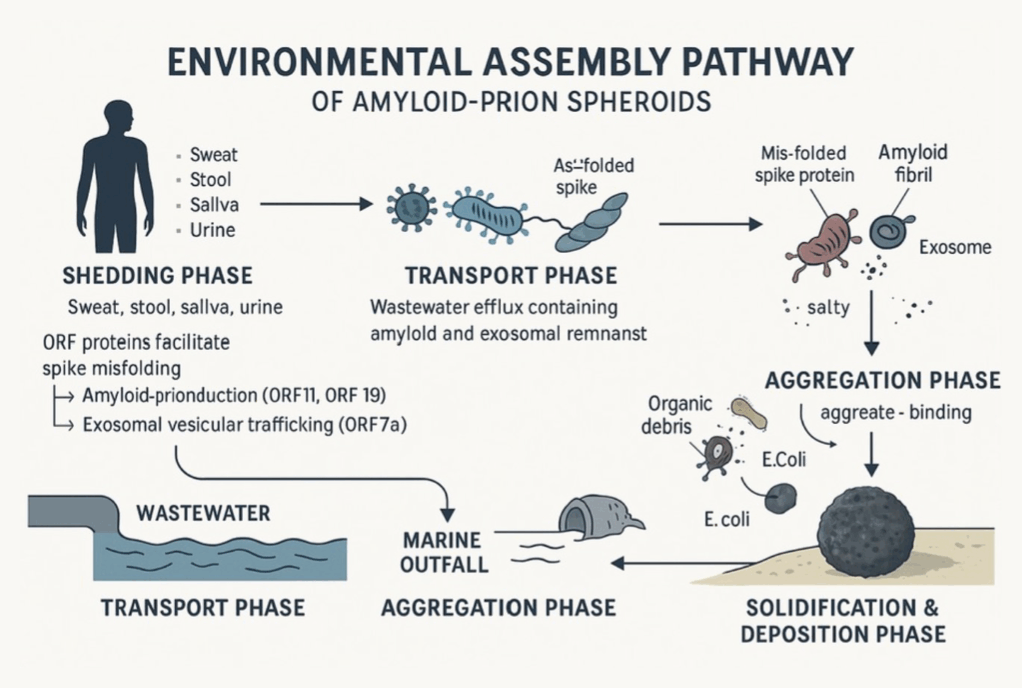 ENVIRONMENTAL ASSEMBLY PATHWAY
OF AMYLOID-PRION SPHEROIDS
Sweat
Stool
Sallva
Urine
SHEDDING PHASE
Sweat, stool, sallva, urine
ORF proteins facilitate
spike misfolding
Amyloid-prionduction (ORF11, ORF 19)
Exosomal vesicular trafficking (ORF7a)
folded
spike
TRANSPORT PHASE
Wastewater efflux containing
amylold and exosomal remnanst
Mis-folded
spike protein
Amyloid
fibril
Exosome
salty
AGGREGATION PHASE
aggreate - binding
Organic
debris
E.Coli
E. coli
WASTEWATER
TRANSPORT PHASE
MARINE
OUTFALL
AGGREGATION PHASE
SOLIDIFICATION &
DEPOSITION PHASE